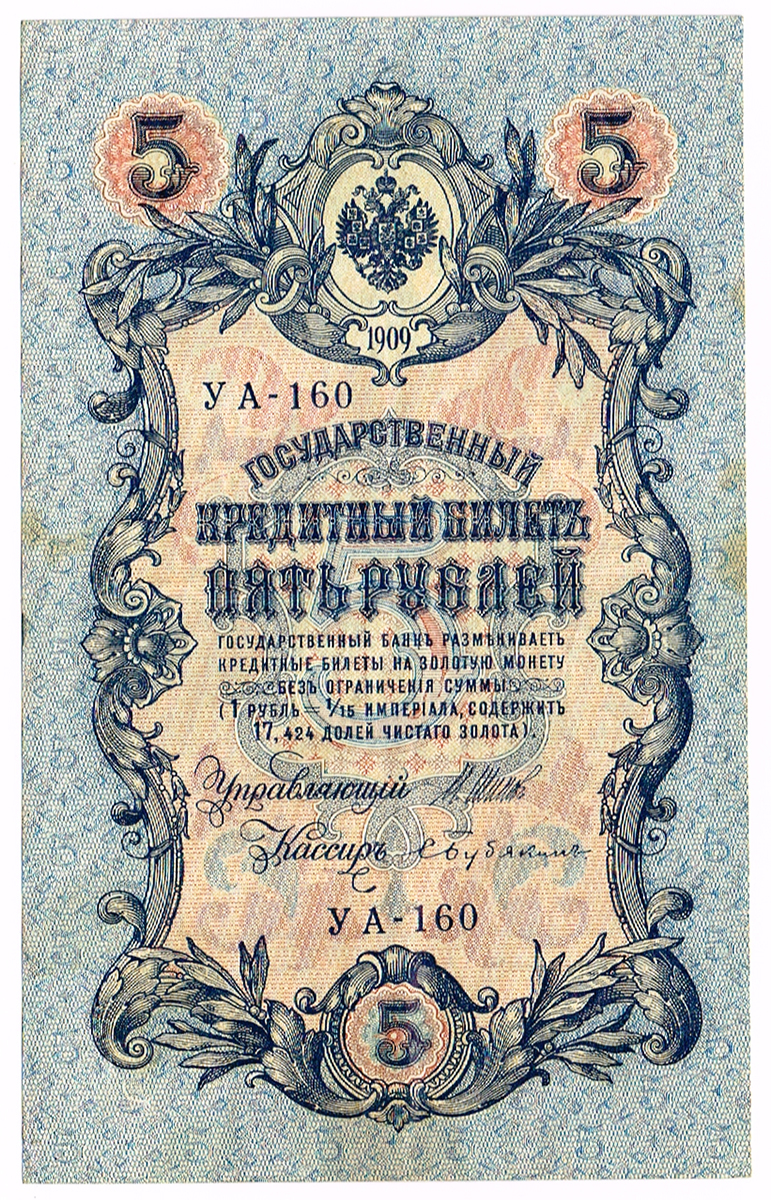 5 5
1909
УА-160
ГОСУДАРСТВЕННЫЙ
КРЕДИТНЫЙ БИЛЕТЪ
ПЯТЬ РУБЛЕЙ
ГОСУДАРСТВЕННЫЙ БАНКЪ РАЗМѢНИВАЕТЪ
КРЕДИТНЫЕ БИЛЕТЫ НА ЗОЛОТУЮ МОНЕТУ
БЕЗЪ ОГРАНИЧЕНІЯ СУММЫ
(1 РУБЛЬ = 1/15 ИМПЕРІАЛА, СОДЕРЖИТЪ
17,424 ДОЛЕЙ ЧИСТАГО ЗОЛОТА).
Управляющій
Кассиръ С Бубякинъ
УА-160
5